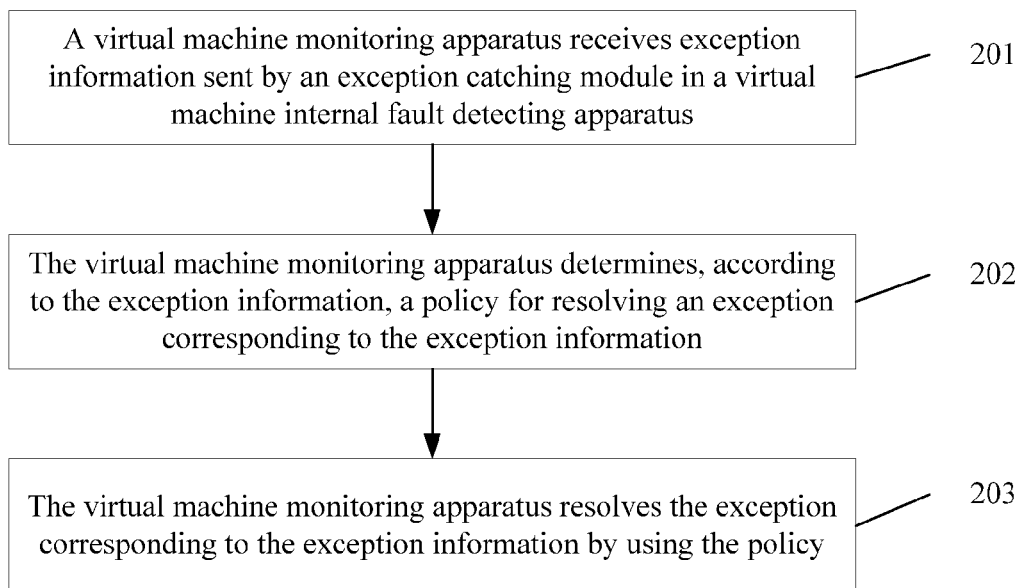 A virtual machine monitoring apparatus receives exception
information sent by an exception catching module in a virtual
machine internal fault detecting apparatus
201
The virtual machine monitoring apparatus determines, according
to the exception information, a policy for resolving an exception
corresponding to the exception information
202
The virtual machine monitoring apparatus resolves the exception
corresponding to the exception information by using the policy
203